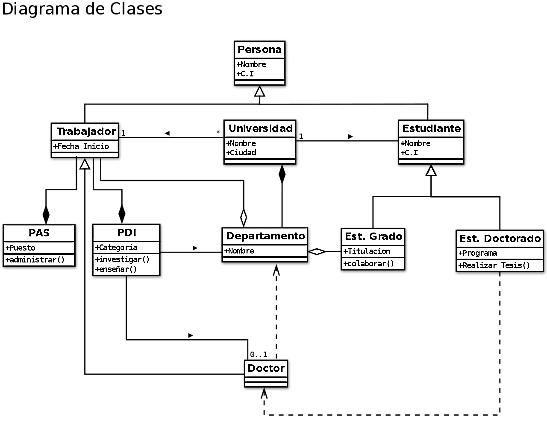 Diagrama de Clases
Persona
+Nombre
+C.I
Trabajador
+Fecha Inicio
1
*
Universidad
+Nombre
+Ciudad
1
Estudiante
+Nombre
+C.I
PAS
+Puesto
+administrar()
PDI
+Categoria
+investigar()
+enseñar()
Departamento
+Nombre
Est. Grado
+Titulacion
+colaborar()
Est. Doctorado
+Programa
+Realizar Tesis()
0..1
Doctor